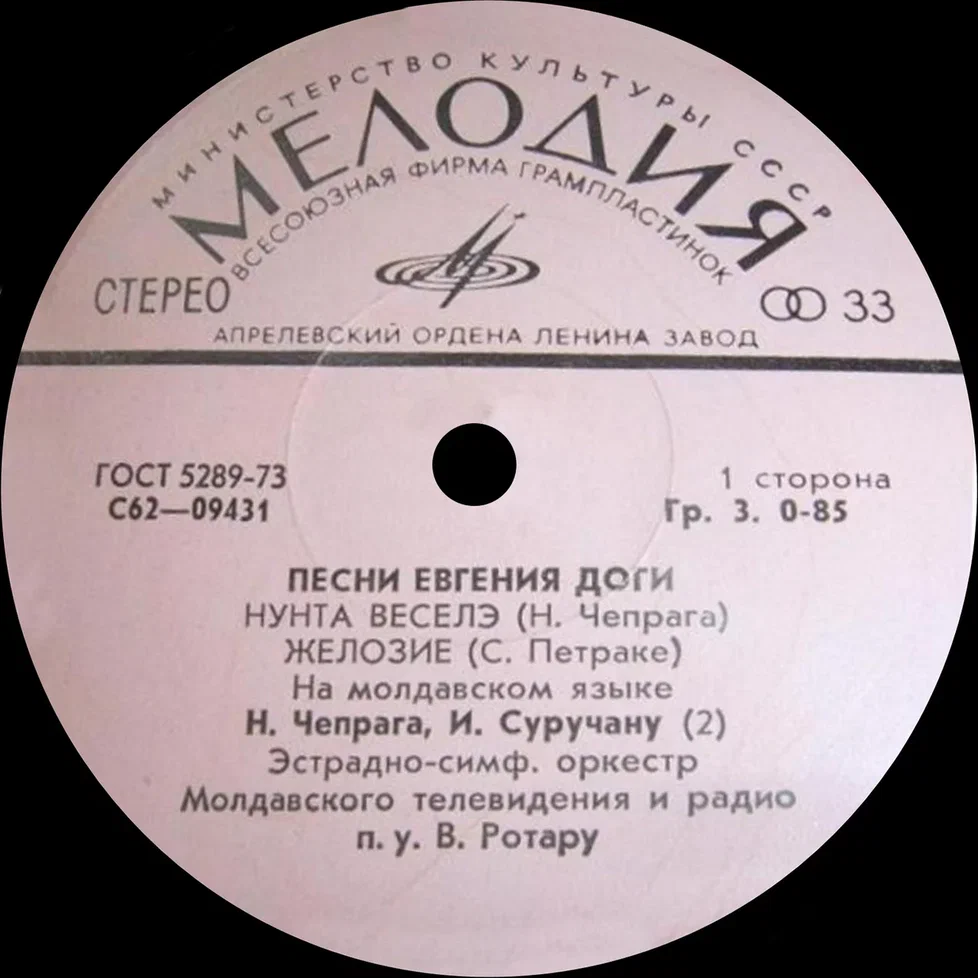 МИНИСТЕРСТВО КУЛЬТУРЫ СССР
МЕЛОДИЯ
ВСЕСОЮЗНАЯ ФИРМА ГРАМПЛАСТИНОК
СТЕРЕО
33
АПРЕЛЕВСКИЙ ОРДЕНА ЛЕНИНА ЗАВОД
ГОСТ 5289-73
С62—09431
1 сторона
Гр. 3. 0-85
ПЕСНИ ЕВГЕНИЯ ДОГИ
НУНТА ВЕСЕЛЭ (Н. Чепрага)
ЖЕЛОЗИЕ (С. Петраке)
На молдавском языке
Н. Чепрага, И. Суручану (2)
Эстрадно-симф. оркестр
Молдавского телевидения и радио
п. у. В. Ротару